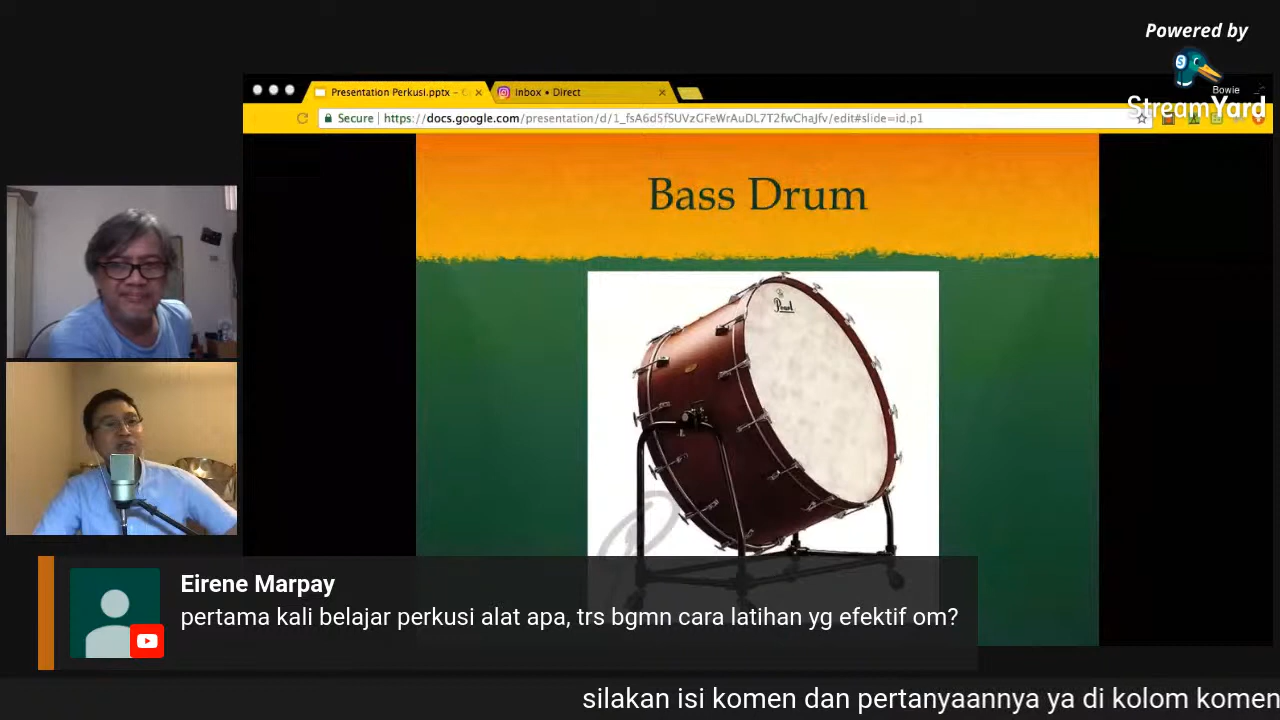 Powered by
Bowie
StreamYard
Presentation Perkusi.pptx –
Inbox • Direct
Secure | https://docs.google.com/presentation/d/1_fsA6d5fSUVzGFeWrAuDL7T2fwChaJfv/edit#slide=id.p1
Bass Drum
Pearl
Eirene Marpay
pertama kali belajar perkusi alat apa, trs bgmn cara latihan yg efektif om?
silakan isi komen dan pertanyaannya ya di kolom komen